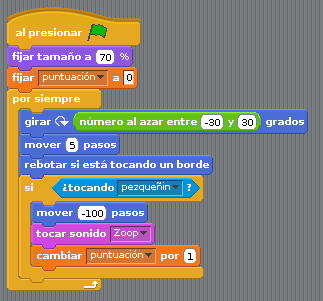 al presionar
fijar tamaño a 70 %
fijar puntuación a 0
por siempre
girar número al azar entre -30 y 30 grados
mover 5 pasos
rebotar si está tocando un borde
si ¿tocando pezqueñin ?
mover -100 pasos
tocar sonido Zoop
cambiar puntuación por 1